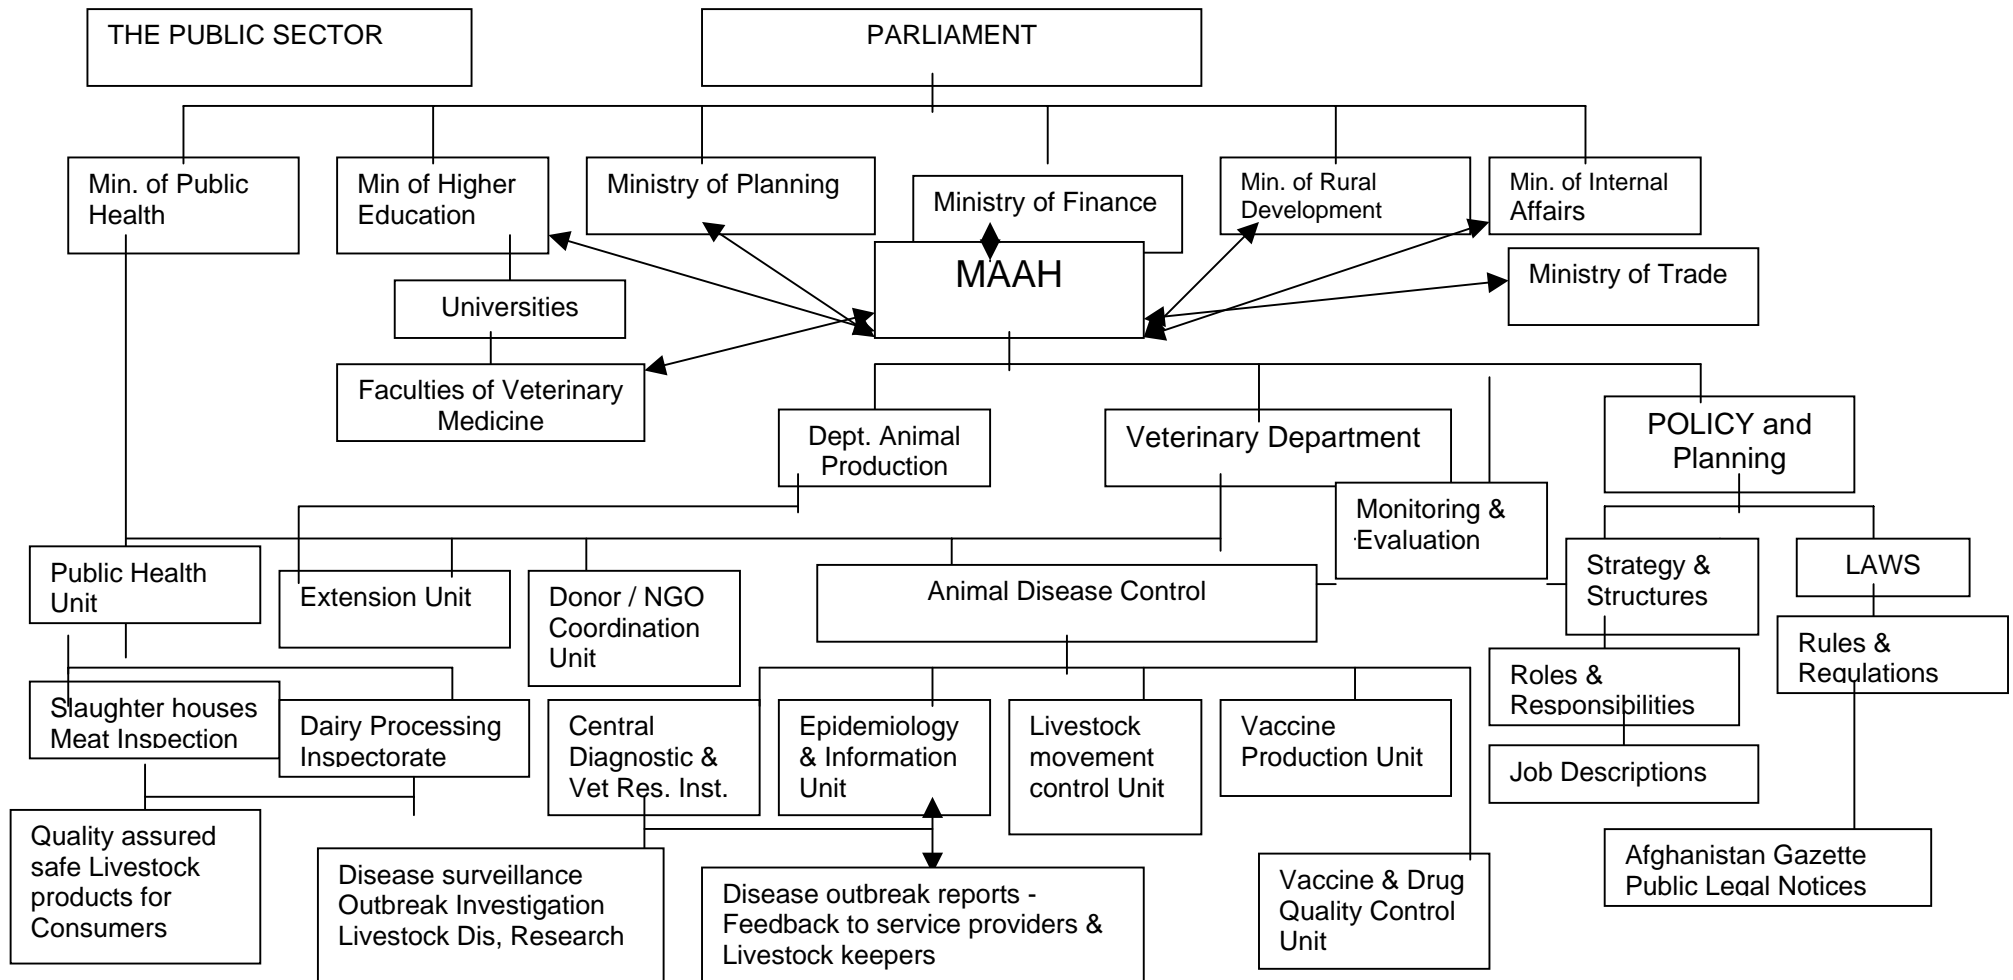 THE PUBLIC SECTOR
PARLIAMENT
Min. of Public
Health
Min of Higher
Education
Ministry of Planning
Ministry of Finance
Min. of Rural
Development
Min. of Internal
Affairs
MAAH
Ministry of Trade
Universities
Faculties of Veterinary
Medicine
Dept. Animal
Production
Veterinary Department
POLICY and
Planning
Monitoring &
Evaluation
Public Health
Unit
Extension Unit
Donor / NGO
Coordination
Unit
Animal Disease Control
Strategy &
Structures
LAWS
Roles &
Responsibilities
Rules &
Regulations
Slaughter houses
Meat Inspection
Dairy Processing
Inspectorate
Central
Diagnostic &
Vet Res. Inst.
Epidemiology
& Information
Unit
Livestock
movement
control Unit
Vaccine
Production Unit
Job Descriptions
Quality assured
safe Livestock
products for
Consumers
Disease surveillance
Outbreak Investigation
Livestock Dis, Research
Disease outbreak reports -
Feedback to service providers &
Livestock keepers
Vaccine & Drug
Quality Control
Unit
Afghanistan Gazette
Public Legal Notices